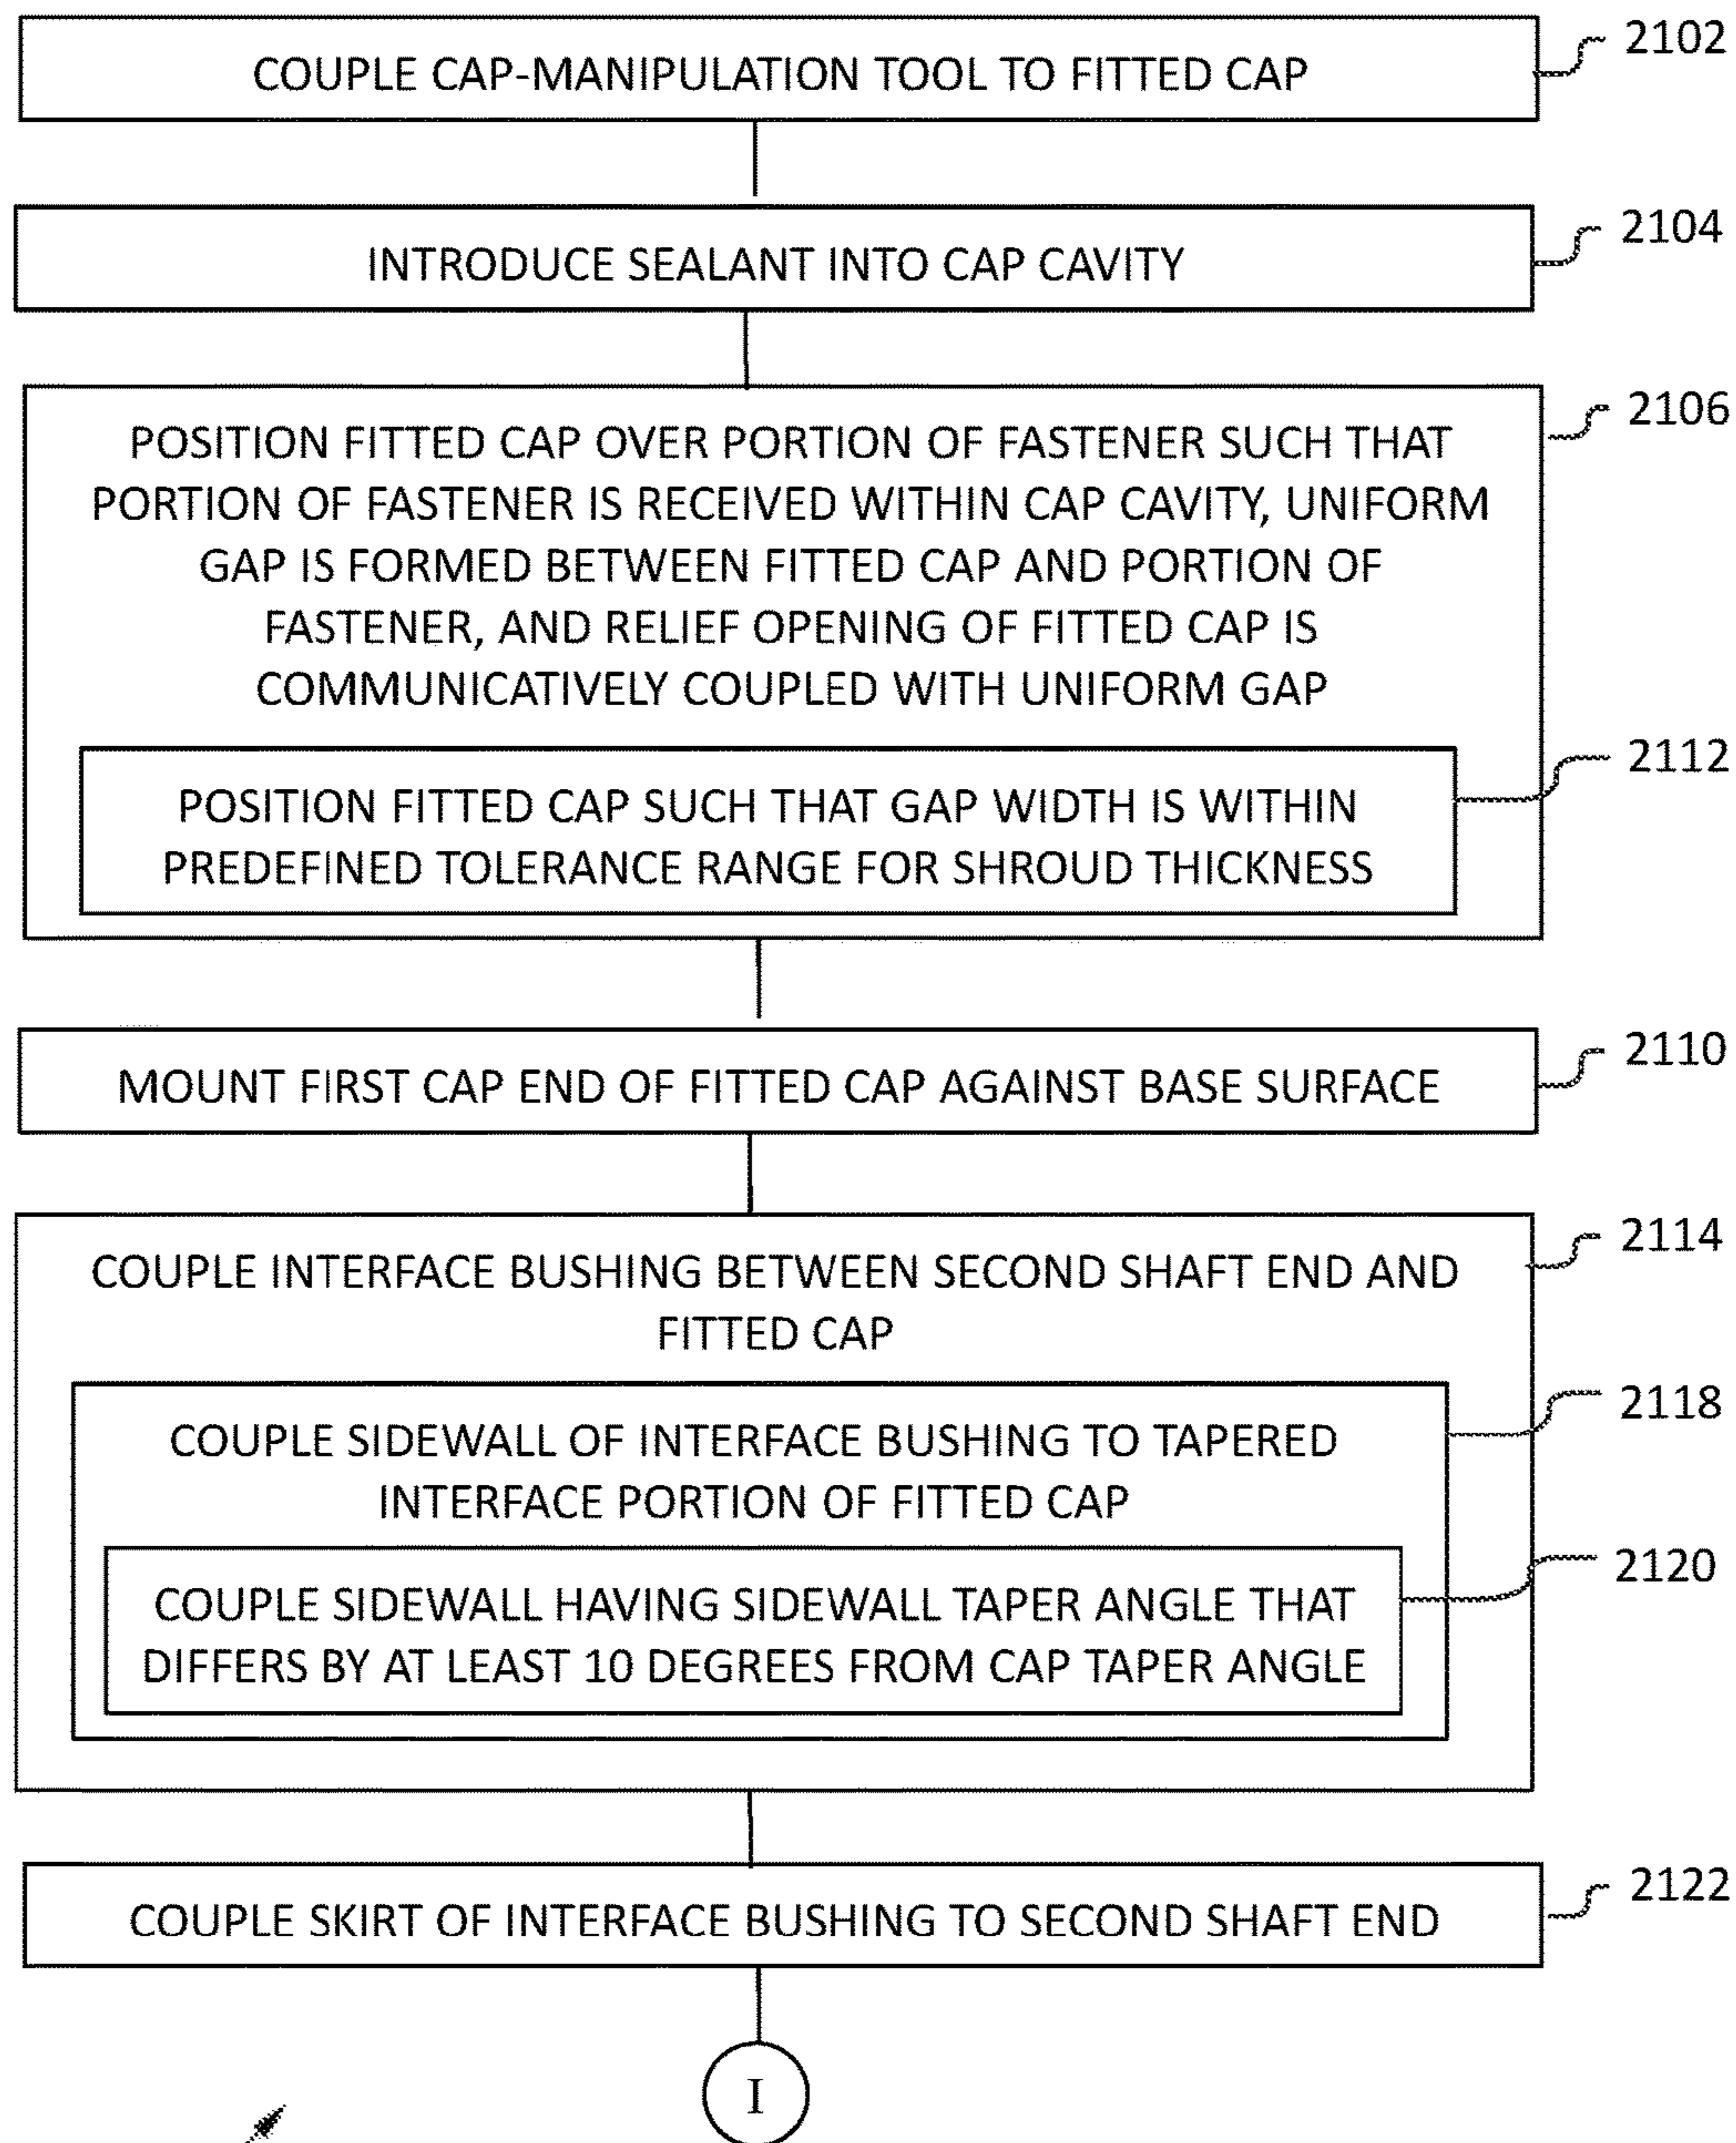 COUPLE CAP-MANIPULATION TOOL TO FITTED CAP
2102
INTRODUCE SEALANT INTO CAP CAVITY
2104
POSITION FITTED CAP OVER PORTION OF FASTENER SUCH THAT
PORTION OF FASTENER IS RECEIVED WITHIN CAP CAVITY, UNIFORM
GAP IS FORMED BETWEEN FITTED CAP AND PORTION OF
FASTENER, AND RELIEF OPENING OF FITTED CAP IS
COMMUNICATIVELY COUPLED WITH UNIFORM GAP
2106
POSITION FITTED CAP SUCH THAT GAP WIDTH IS WITHIN
PREDEFINED TOLERANCE RANGE FOR SHROUD THICKNESS
2112
MOUNT FIRST CAP END OF FITTED CAP AGAINST BASE SURFACE
2110
COUPLE INTERFACE BUSHING BETWEEN SECOND SHAFT END AND
FITTED CAP
2114
COUPLE SIDEWALL OF INTERFACE BUSHING TO TAPERED
INTERFACE PORTION OF FITTED CAP
2118
COUPLE SIDEWALL HAVING SIDEWALL TAPER ANGLE THAT
DIFFERS BY AT LEAST 10 DEGREES FROM CAP TAPER ANGLE
2120
COUPLE SKIRT OF INTERFACE BUSHING TO SECOND SHAFT END
2122
I